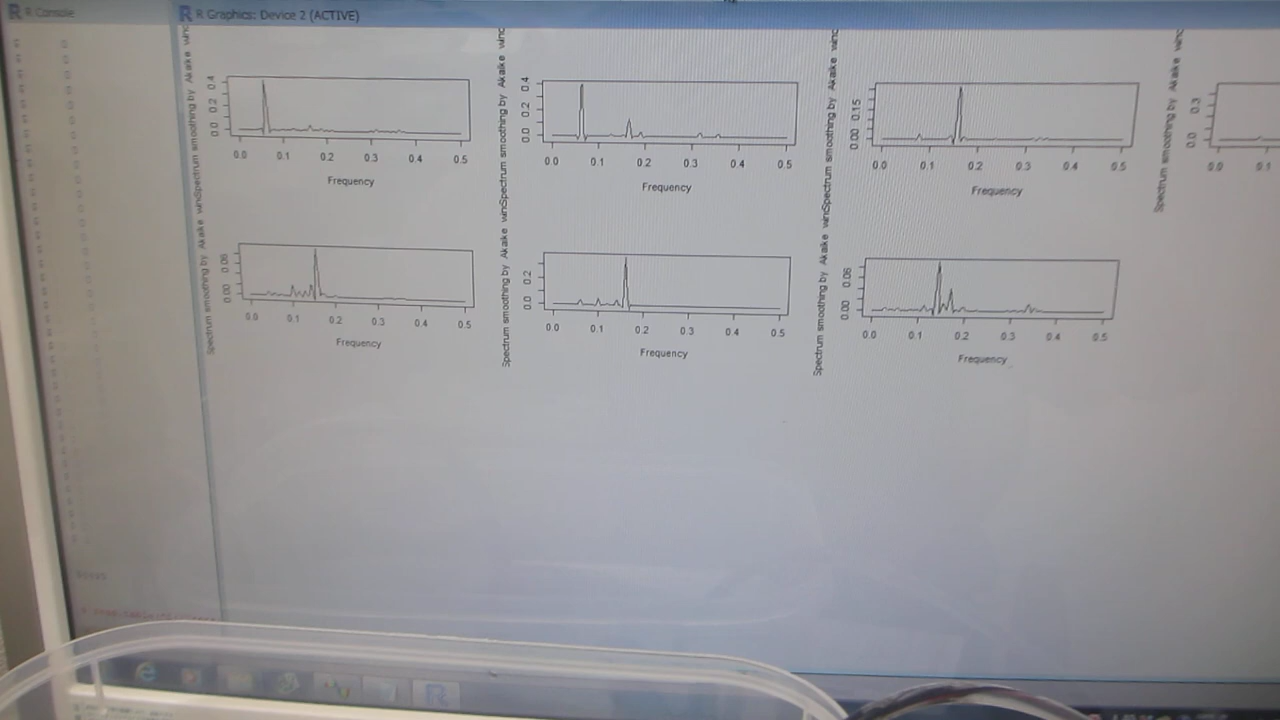 R Console
R Graphics: Device 2 (ACTIVE)
Spectrum smoothing by Akaike winc
0.0 0.2 0.4
0.0 0.1 0.2 0.3 0.4 0.5
Frequency
Spectrum smoothing by Akaike winc
0.0 0.2 0.4
0.0 0.1 0.2 0.3 0.4 0.5
Frequency
Spectrum smoothing by Akaike winc
0.00 0.15
0.0 0.1 0.2 0.3 0.4 0.5
Frequency
Spectrum smoothing by Akaike winc
0.0 0.3
0.0 0.1
Spectrum smoothing by Akaike win
0.00 0.06
0.0 0.1 0.2 0.3 0.4 0.5
Frequency
Spectrum smoothing by Akaike win
0.0 0.2
0.0 0.1 0.2 0.3 0.4 0.5
Frequency
Spectrum smoothing by Akaike win
0.00 0.06
0.0 0.1 0.2 0.3 0.4 0.5
Frequency